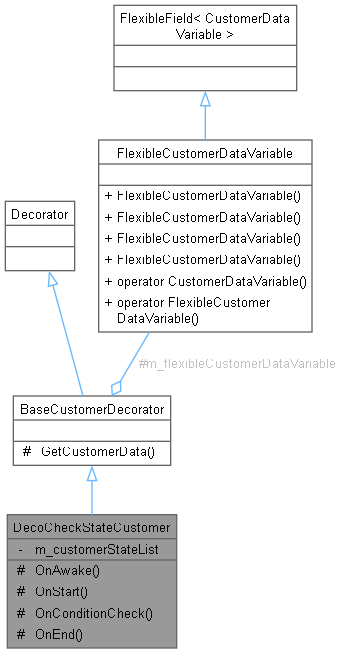 FlexibleField< CustomerData
Variable >
FlexibleCustomerDataVariable
+ FlexibleCustomerDataVariable()
+ FlexibleCustomerDataVariable()
+ FlexibleCustomerDataVariable()
+ FlexibleCustomerDataVariable()
+ operator CustomerDataVariable()
+ operator FlexibleCustomer
DataVariable()
Decorator
#m_flexibleCustomerDataVariable
BaseCustomerDecorator
# GetCustomerData()
DecoCheckStateCustomer
- m_customerStateList
# OnAwake()
# OnStart()
# OnConditionCheck()
# OnEnd()